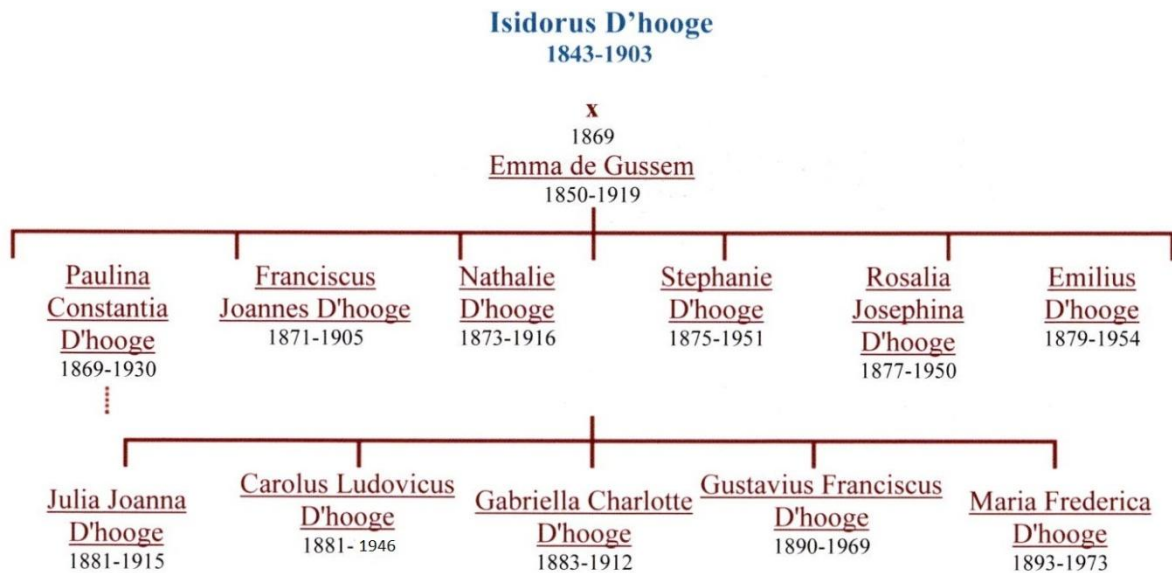 Isidorus D’hooge
1843-1903
x
1869
Emma de Gussem
1850-1919
Paulina
Constantia
D'hooge
1869-1930
Franciscus
Joannes D'hooge
1871-1905
Nathalie
D'hooge
1873-1916
Stephanie
D'hooge
1875-1951
Rosalia
Josephina
D'hooge
1877-1950
Emilius
D'hooge
1879-1954
Julia Joanna
D'hooge
1881-1915
Carolus Ludovicus
D'hooge
1881- 1946
Gabriella Charlotte
D'hooge
1883-1912
Gustavius Franciscus
D'hooge
1890-1969
Maria Frederica
D'hooge
1893-1973